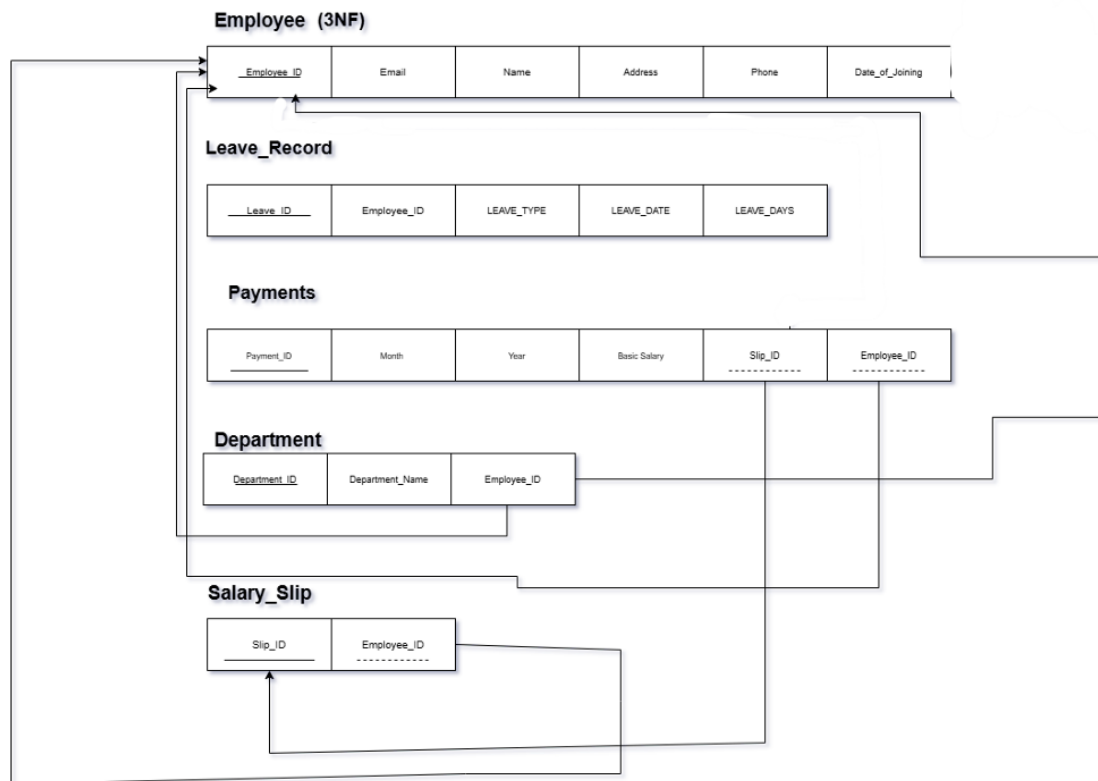 Employee (3NF)
Employee_ID Email Name Address Phone Date_of_Joining
Leave_Record
Leave_ID Employee_ID LEAVE_TYPE LEAVE_DATE LEAVE_DAYS
Payments
Payment_ID Month Year Basic Salary Slip_ID Employee_ID
Department
Department_ID Department_Name Employee_ID
Salary_Slip
Slip_ID Employee_ID